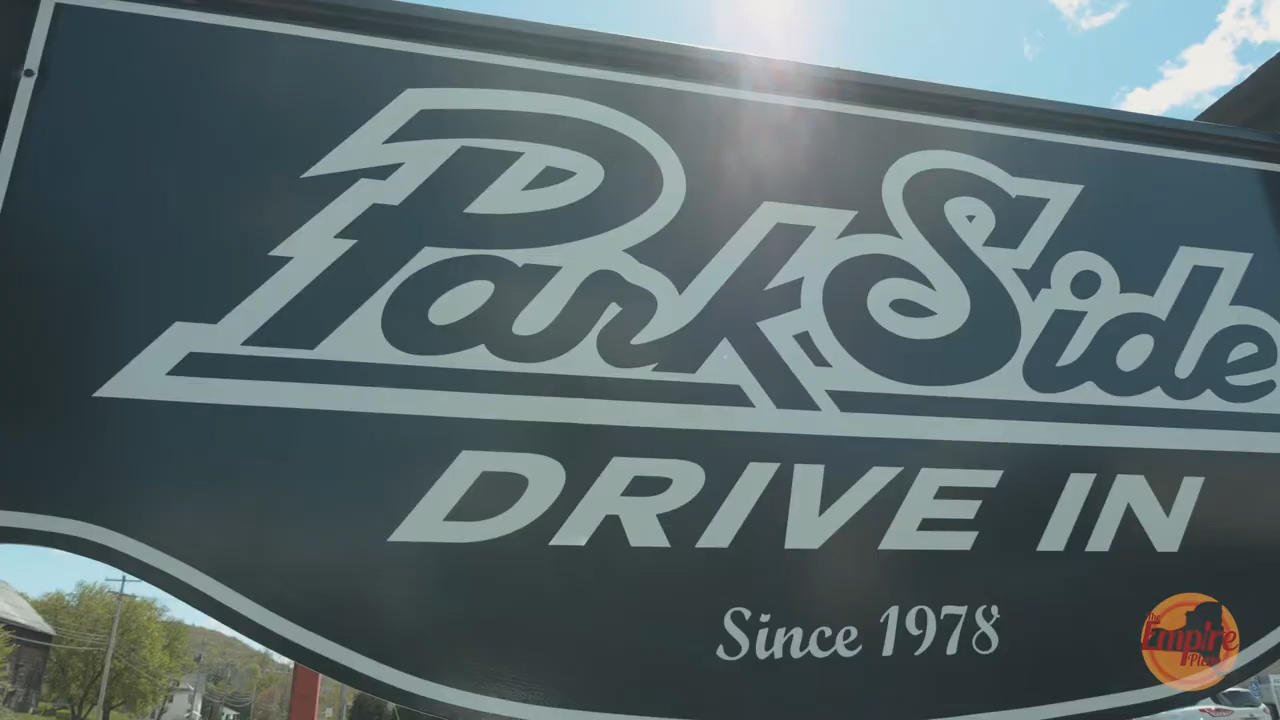 ParkSide
DRIVE IN
Since 1978
The
Empire
Plate